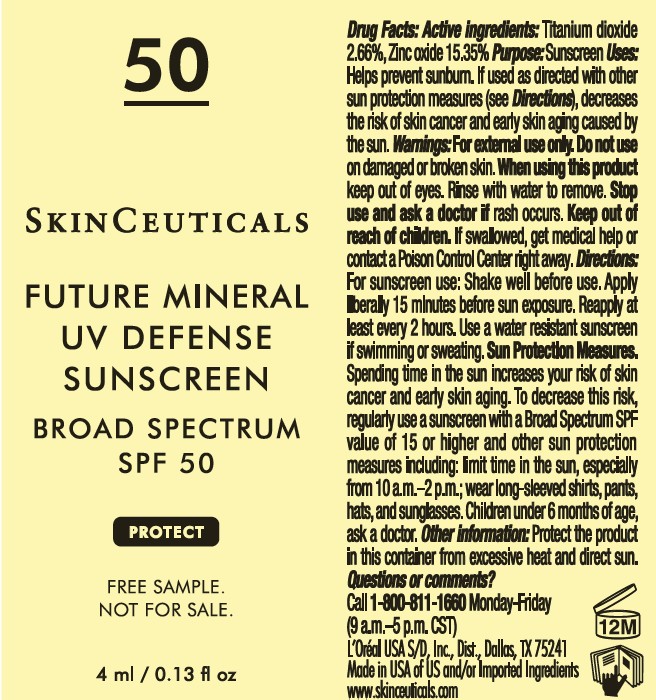 50
SKINCEUTICALS
FUTURE MINERAL
UV DEFENSE
SUNSCREEN
BROAD SPECTRUM
SPF 50
PROTECT
FREE SAMPLE.
NOT FOR SALE.
4 ml / 0.13 fl oz
Drug Facts: Active ingredients: Titanium dioxide
2.66%, Zinc oxide 15.35% Purpose: Sunscreen Uses:
Helps prevent sunburn. If used as directed with other
sun protection measures (see Directions), decreases
the risk of skin cancer and early skin aging caused by
the sun. Warnings: For external use only. Do not use
on damaged or broken skin. When using this product
keep out of eyes. Rinse with water to remove. Stop
use and ask a doctor if rash occurs. Keep out of
reach of children. If swallowed, get medical help or
contact a Poison Control Center right away. Directions:
For sunscreen use: Shake well before use. Apply
liberally 15 minutes before sun exposure. Reapply at
least every 2 hours. Use a water resistant sunscreen
if swimming or sweating. Sun Protection Measures.
Spending time in the sun increases your risk of skin
cancer and early skin aging. To decrease this risk,
regularly use a sunscreen with a Broad Spectrum SPF
value of 15 or higher and other sun protection
measures including: limit time in the sun, especially
from 10 a.m.–2 p.m.; wear long-sleeved shirts, pants,
hats, and sunglasses. Children under 6 months of age,
ask a doctor. Other information: Protect the product
in this container from excessive heat and direct sun.
Questions or comments?
Call 1-800-811-1660 Monday-Friday
(9 a.m.–5 p.m. CST)
L'Oréal USA S/D, Inc., Dist., Dallas, TX 75241
Made in USA of US and/or Imported Ingredients
www.skinceuticals.com
12M